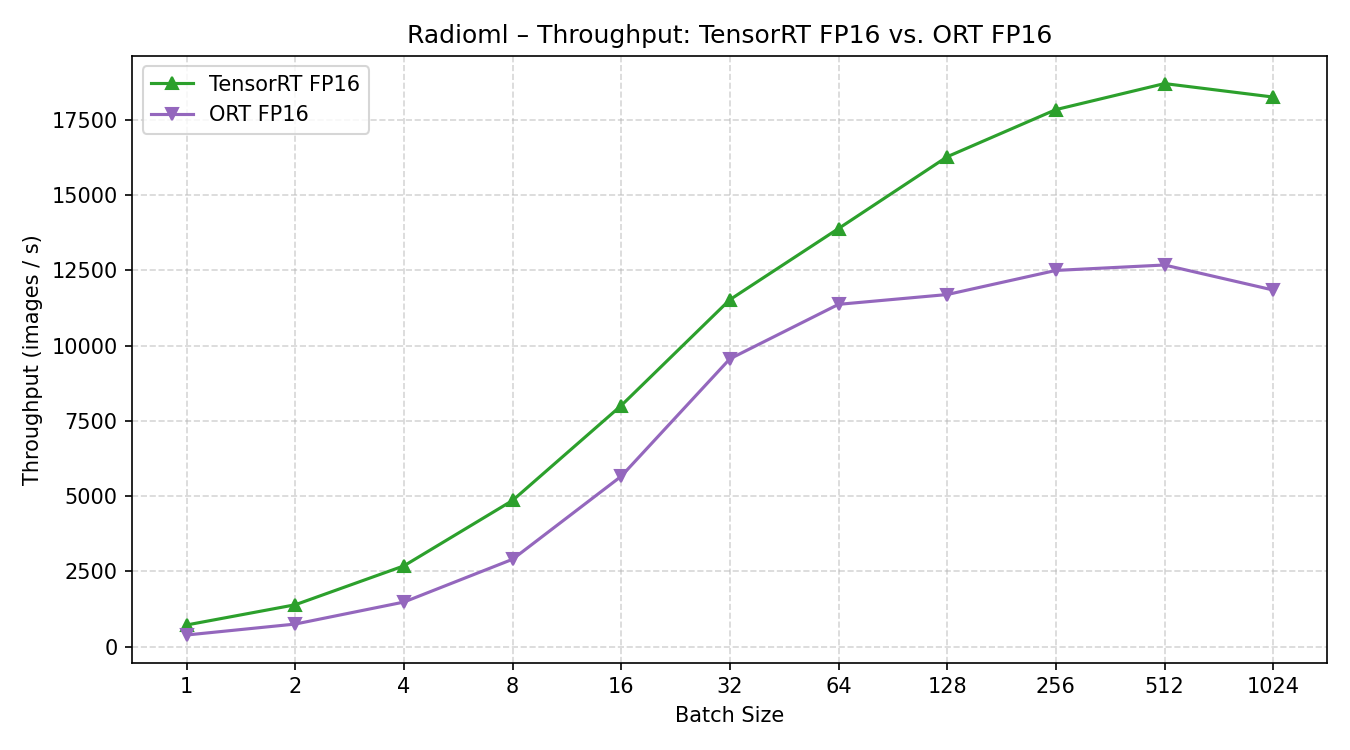 Radioml – Throughput: TensorRT FP16 vs. ORT FP16
TensorRT FP16
ORT FP16
Throughput (images / s)
17500
15000
12500
10000
7500
5000
2500
0
1 2 4 8 16 32 64 128 256 512 1024
Batch Size